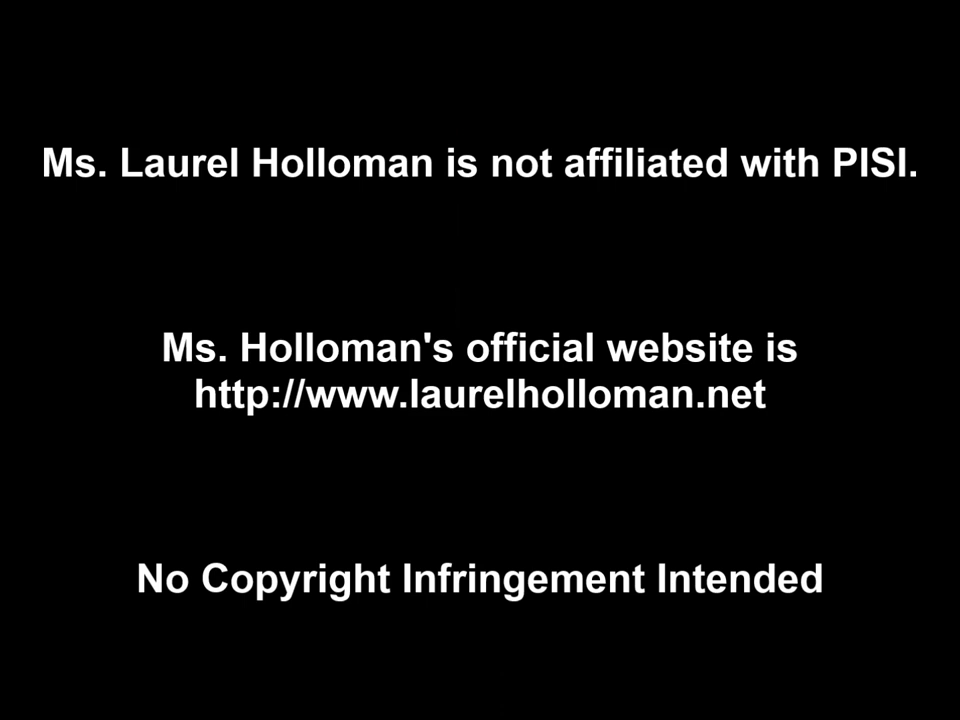 Ms. Laurel Holloman is not affiliated with PISI.
Ms. Holloman's official website is
http://www.laurelholloman.net
No Copyright Infringement Intended